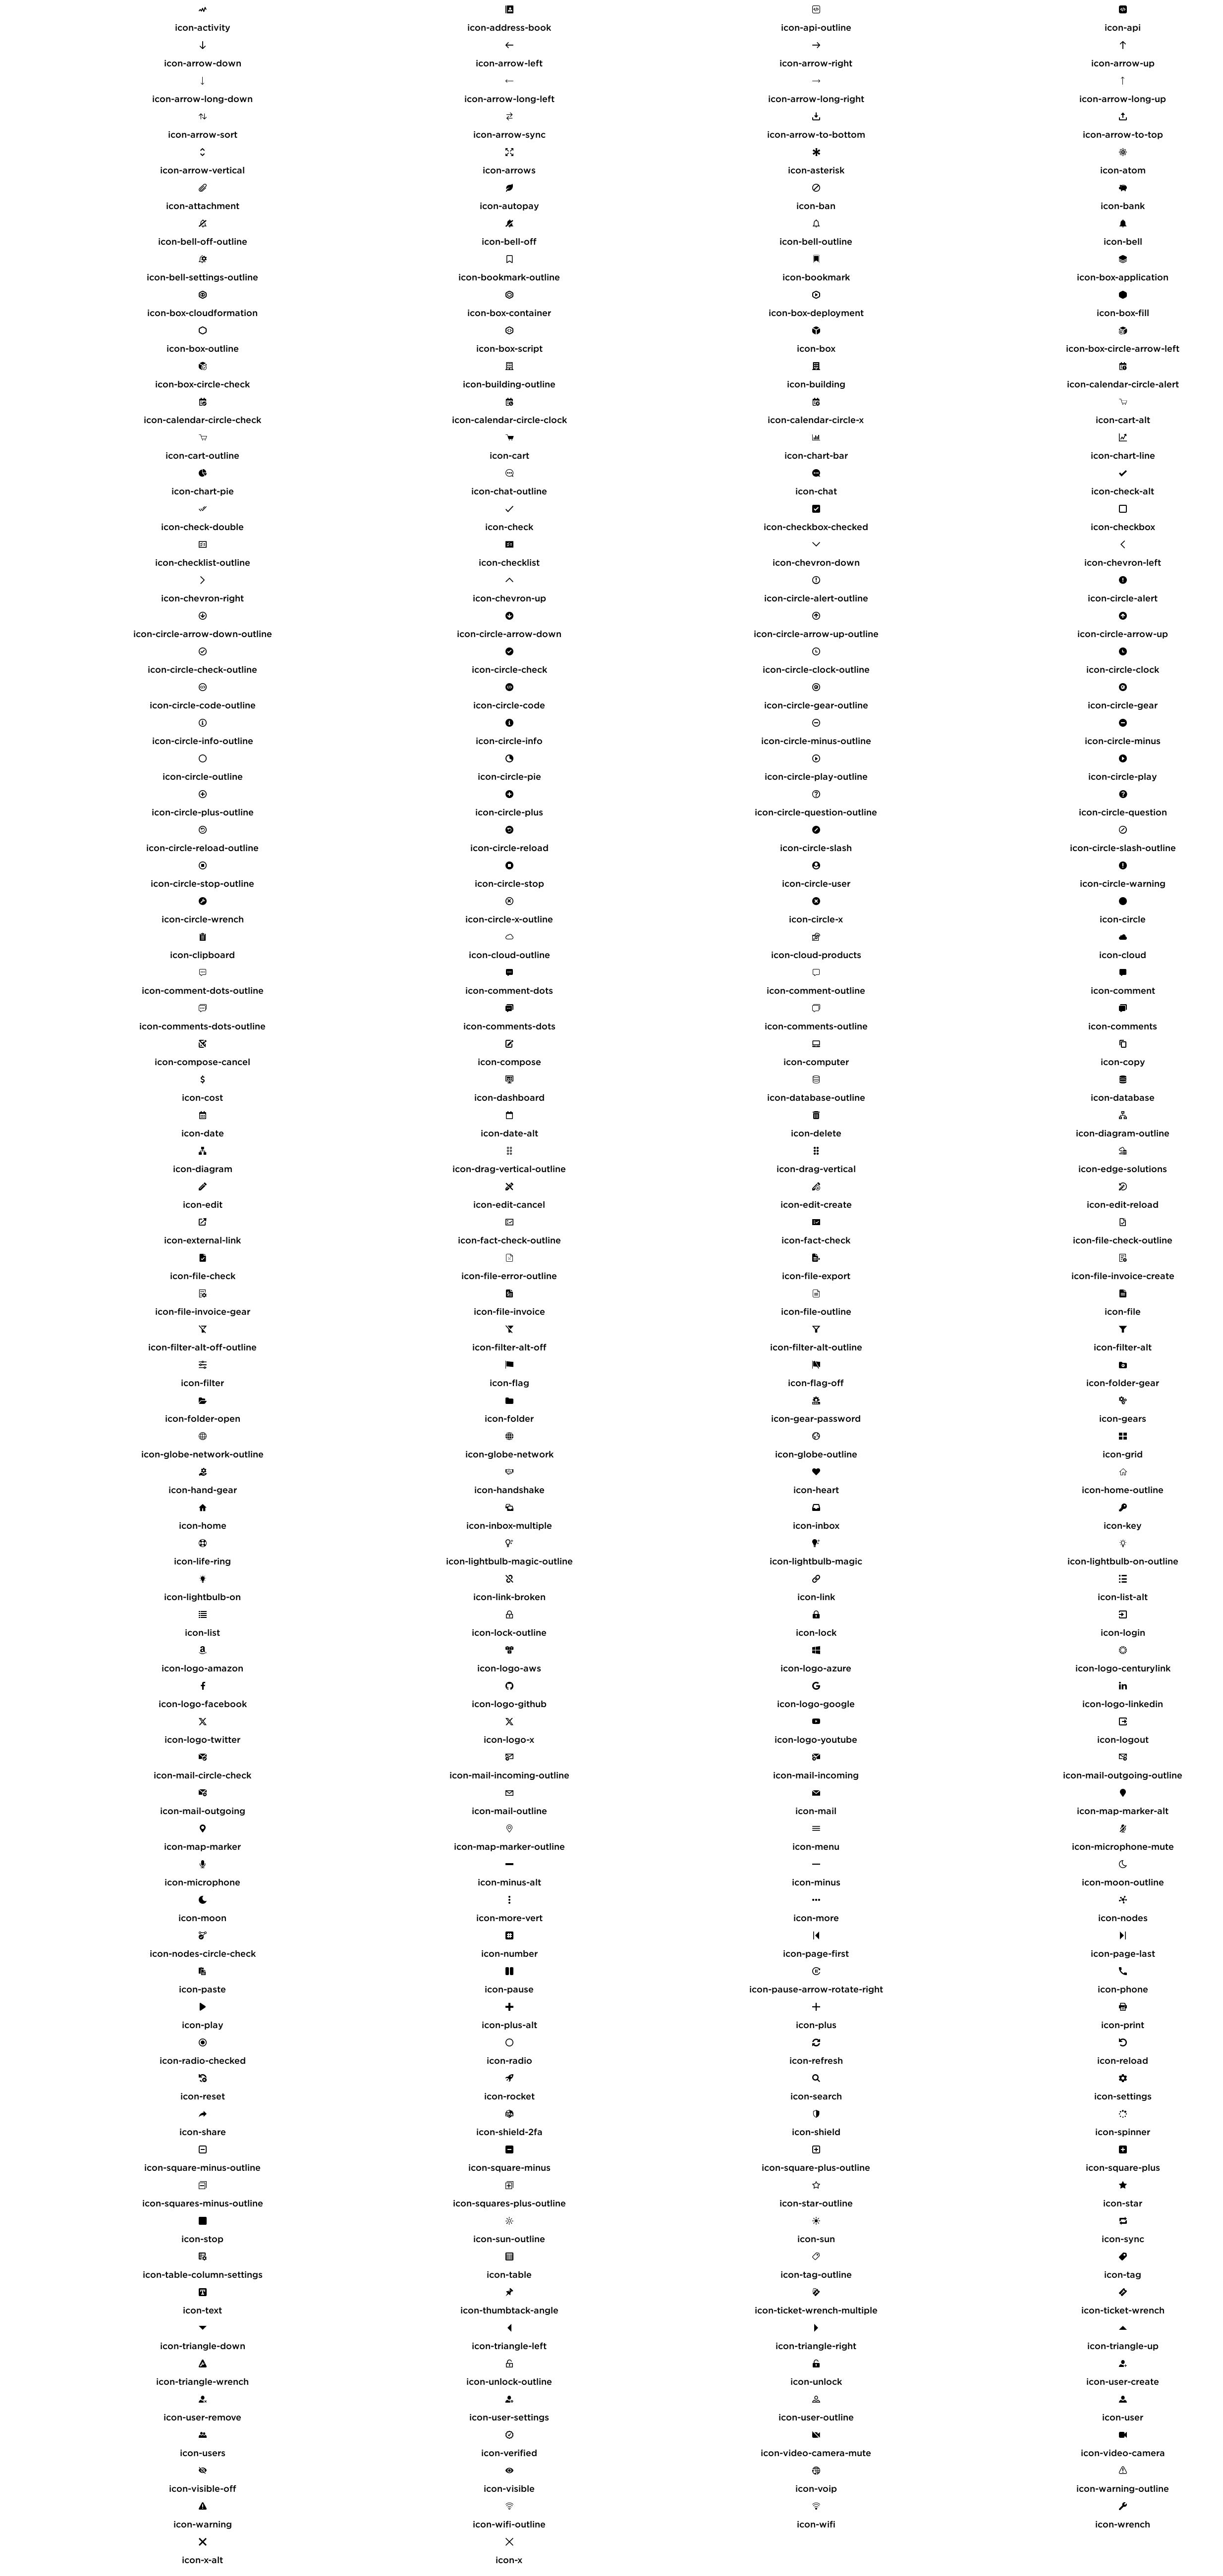 icon-activity icon-address-book icon-api-outline icon-api
icon-arrow-down icon-arrow-left icon-arrow-right icon-arrow-up
icon-arrow-long-down icon-arrow-long-left icon-arrow-long-right icon-arrow-long-up
icon-arrow-sort icon-arrow-sync icon-arrow-to-bottom icon-arrow-to-top
icon-arrow-vertical icon-arrows icon-asterisk icon-atom
icon-attachment icon-autopay icon-ban icon-bank
icon-bell-off-outline icon-bell-off icon-bell-outline icon-bell
icon-bell-settings-outline icon-bookmark-outline icon-bookmark icon-box-application
icon-box-cloudformation icon-box-container icon-box-deployment icon-box-fill
icon-box-outline icon-box-script icon-box icon-box-circle-arrow-left
icon-box-circle-check icon-building-outline icon-building icon-calendar-circle-alert
icon-calendar-circle-check icon-calendar-circle-clock icon-calendar-circle-x icon-cart-alt
icon-cart-outline icon-cart icon-chart-bar icon-chart-line
icon-chart-pie icon-chat-outline icon-chat icon-check-alt
icon-check-double icon-check icon-checkbox-checked icon-checkbox
icon-checklist-outline icon-checklist icon-chevron-down icon-chevron-left
icon-chevron-right icon-chevron-up icon-circle-alert-outline icon-circle-alert
icon-circle-arrow-down-outline icon-circle-arrow-down icon-circle-arrow-up-outline icon-circle-arrow-up
icon-circle-check-outline icon-circle-check icon-circle-clock-outline icon-circle-clock
icon-circle-code-outline icon-circle-code icon-circle-gear-outline icon-circle-gear
icon-circle-info-outline icon-circle-info icon-circle-minus-outline icon-circle-minus
icon-circle-outline icon-circle-pie icon-circle-play-outline icon-circle-play
icon-circle-plus-outline icon-circle-plus icon-circle-question-outline icon-circle-question
icon-circle-reload-outline icon-circle-reload icon-circle-slash icon-circle-slash-outline
icon-circle-stop-outline icon-circle-stop icon-circle-user icon-circle-warning
icon-circle-wrench icon-circle-x-outline icon-circle-x icon-circle
icon-clipboard icon-cloud-outline icon-cloud-products icon-cloud
icon-comment-dots-outline icon-comment-dots icon-comment-outline icon-comment
icon-comments-dots-outline icon-comments-dots icon-comments-outline icon-comments
icon-compose-cancel icon-compose icon-computer icon-copy
icon-cost icon-dashboard icon-database-outline icon-database
icon-date icon-date-alt icon-delete icon-diagram-outline
icon-diagram icon-drag-vertical-outline icon-drag-vertical icon-edge-solutions
icon-edit icon-edit-cancel icon-edit-create icon-edit-reload
icon-external-link icon-fact-check-outline icon-fact-check icon-file-check-outline
icon-file-check icon-file-error-outline icon-file-export icon-file-invoice-create
icon-file-invoice-gear icon-file-invoice icon-file-outline icon-file
icon-filter-alt-off-outline icon-filter-alt-off icon-filter-alt-outline icon-filter-alt
icon-filter icon-flag icon-flag-off icon-folder-gear
icon-folder-open icon-folder icon-gear-password icon-gears
icon-globe-network-outline icon-globe-network icon-globe-outline icon-grid
icon-hand-gear icon-handshake icon-heart icon-home-outline
icon-home icon-inbox-multiple icon-inbox icon-key
icon-life-ring icon-lightbulb-magic-outline icon-lightbulb-magic icon-lightbulb-on-outline
icon-lightbulb-on icon-link-broken icon-link icon-list-alt
icon-list icon-lock-outline icon-lock icon-login
icon-logo-amazon icon-logo-aws icon-logo-azure icon-logo-centurylink
icon-logo-facebook icon-logo-github icon-logo-google icon-logo-linkedin
icon-logo-twitter icon-logo-x icon-logo-youtube icon-logout
icon-mail-circle-check icon-mail-incoming-outline icon-mail-incoming icon-mail-outgoing-outline
icon-mail-outgoing icon-mail-outline icon-mail icon-map-marker-alt
icon-map-marker icon-map-marker-outline icon-menu icon-microphone-mute
icon-microphone icon-minus-alt icon-minus icon-moon-outline
icon-moon icon-more-vert icon-more icon-nodes
icon-nodes-circle-check icon-number icon-page-first icon-page-last
icon-paste icon-pause icon-pause-arrow-rotate-right icon-phone
icon-play icon-plus-alt icon-plus icon-print
icon-radio-checked icon-radio icon-refresh icon-reload
icon-reset icon-rocket icon-search icon-settings
icon-share icon-shield-2fa icon-shield icon-spinner
icon-square-minus-outline icon-square-minus icon-square-plus-outline icon-square-plus
icon-squares-minus-outline icon-squares-plus-outline icon-star-outline icon-star
icon-stop icon-sun-outline icon-sun icon-sync
icon-table-column-settings icon-table icon-tag-outline icon-tag
icon-text icon-thumbtack-angle icon-ticket-wrench-multiple icon-ticket-wrench
icon-triangle-down icon-triangle-left icon-triangle-right icon-triangle-up
icon-triangle-wrench icon-unlock-outline icon-unlock icon-user-create
icon-user-remove icon-user-settings icon-user-outline icon-user
icon-users icon-verified icon-video-camera-mute icon-video-camera
icon-visible-off icon-visible icon-voip icon-warning-outline
icon-warning icon-wifi-outline icon-wifi icon-wrench
icon-x-alt icon-x